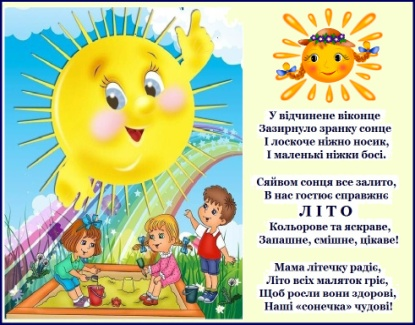 У відчинене віконце
Зазирнуло зранку сонце
І лоскоче ніжно носик,
І маленькі ніжки босі.
Сяйвом сонця все залито,
В нас гостює справжнє
Л І Т О
Кольорове та яскраве,
Запашне, смішне, цікаве!
Мама літечку радіє,
Літо всіх маляток гріє,
Щоб росли вони здорові,
Наші «сонечка» чудові!